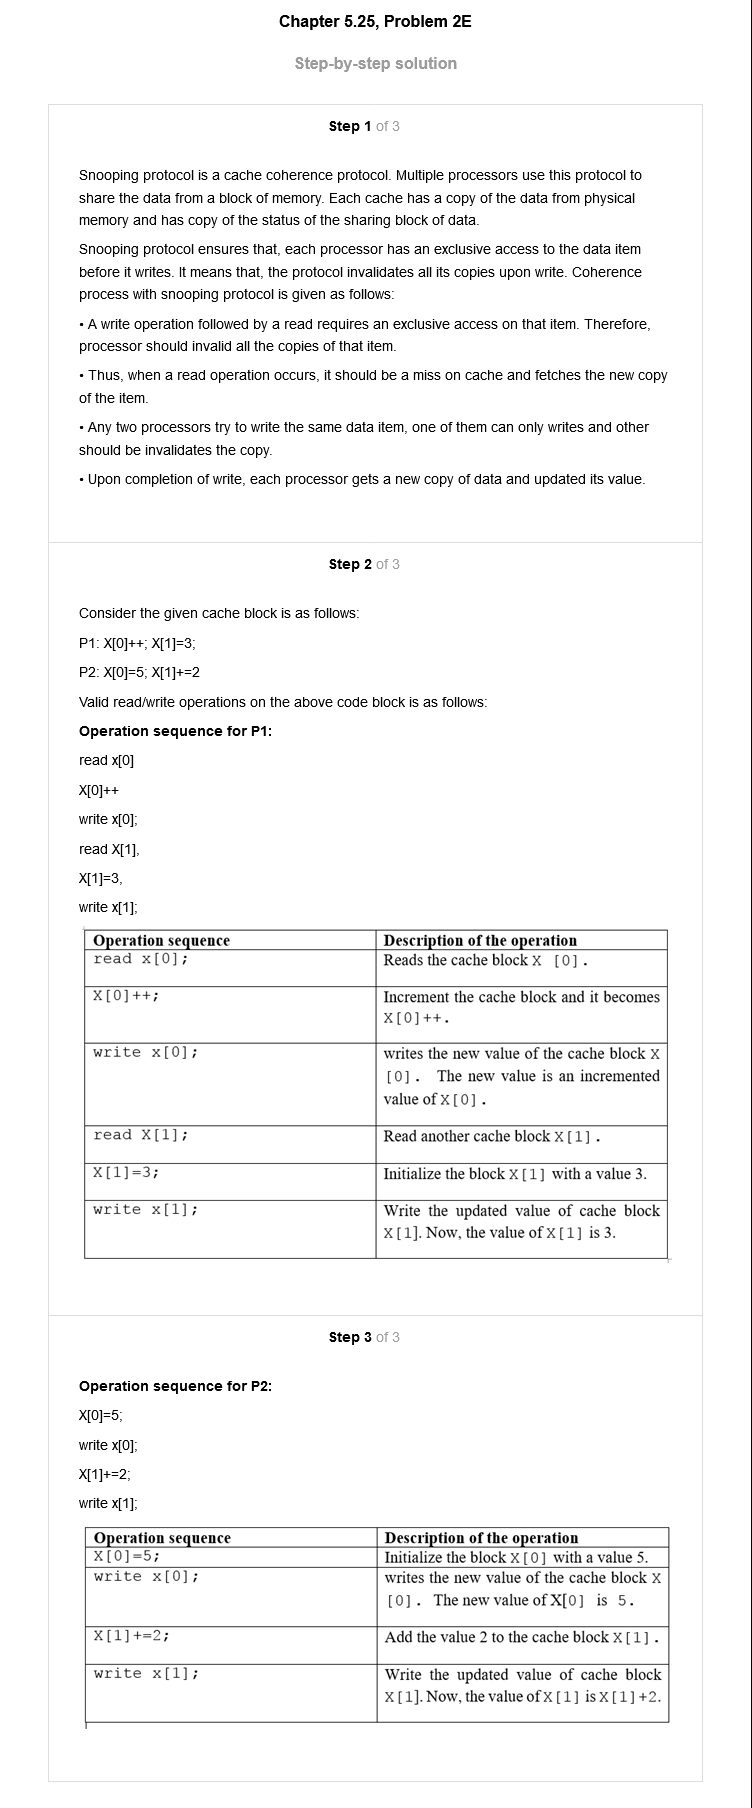 Chapter 5.25, Problem 2E
Step-by-step solution
Step 1 of 3
Snooping protocol is a cache coherence protocol. Multiple processors use this protocol to
share the data from a block of memory. Each cache has a copy of the data from physical
memory and has copy of the status of the sharing block of data.
Snooping protocol ensures that, each processor has an exclusive access to the data item
before it writes. It means that, the protocol invalidates all its copies upon write. Coherence
process with snooping protocol is given as follows:
• A write operation followed by a read requires an exclusive access on that item. Therefore,
processor should invalid all the copies of that item.
• Thus, when a read operation occurs, it should be a miss on cache and fetches the new copy
of the item.
• Any two processors try to write the same data item, one of them can only writes and other
should be invalidates the copy.
• Upon completion of write, each processor gets a new copy of data and updated its value.
Step 2 of 3
Consider the given cache block is as follows:
P1: X[0]++; X[1]=3;
P2: X[0]=5; X[1]+=2
Valid read/write operations on the above code block is as follows:
Operation sequence for P1:
read x[0]
X[0]++
write x[0];
read X[1],
X[1]=3,
write x[1];
Operation sequence Description of the operation
read x[0]; Reads the cache block X [0].
X[0]++; Increment the cache block and it becomes
X[0]++.
write x[0]; writes the new value of the cache block X
[0]. The new value is an incremented
value of X[0].
read X[1]; Read another cache block X[1].
X[1]=3; Initialize the block X[1] with a value 3.
write x[1]; Write the updated value of cache block
X[1]. Now, the value of X[1] is 3.
Step 3 of 3
Operation sequence for P2:
X[0]=5;
write x[0];
X[1]+=2;
write x[1];
Operation sequence Description of the operation
X[0]=5; Initialize the block X[0] with a value 5.
write x[0]; writes the new value of the cache block X
[0]. The new value of X[0] is 5.
X[1]+=2; Add the value 2 to the cache block X[1].
write x[1]; Write the updated value of cache block
X[1]. Now, the value of X[1] is X[1]+2.